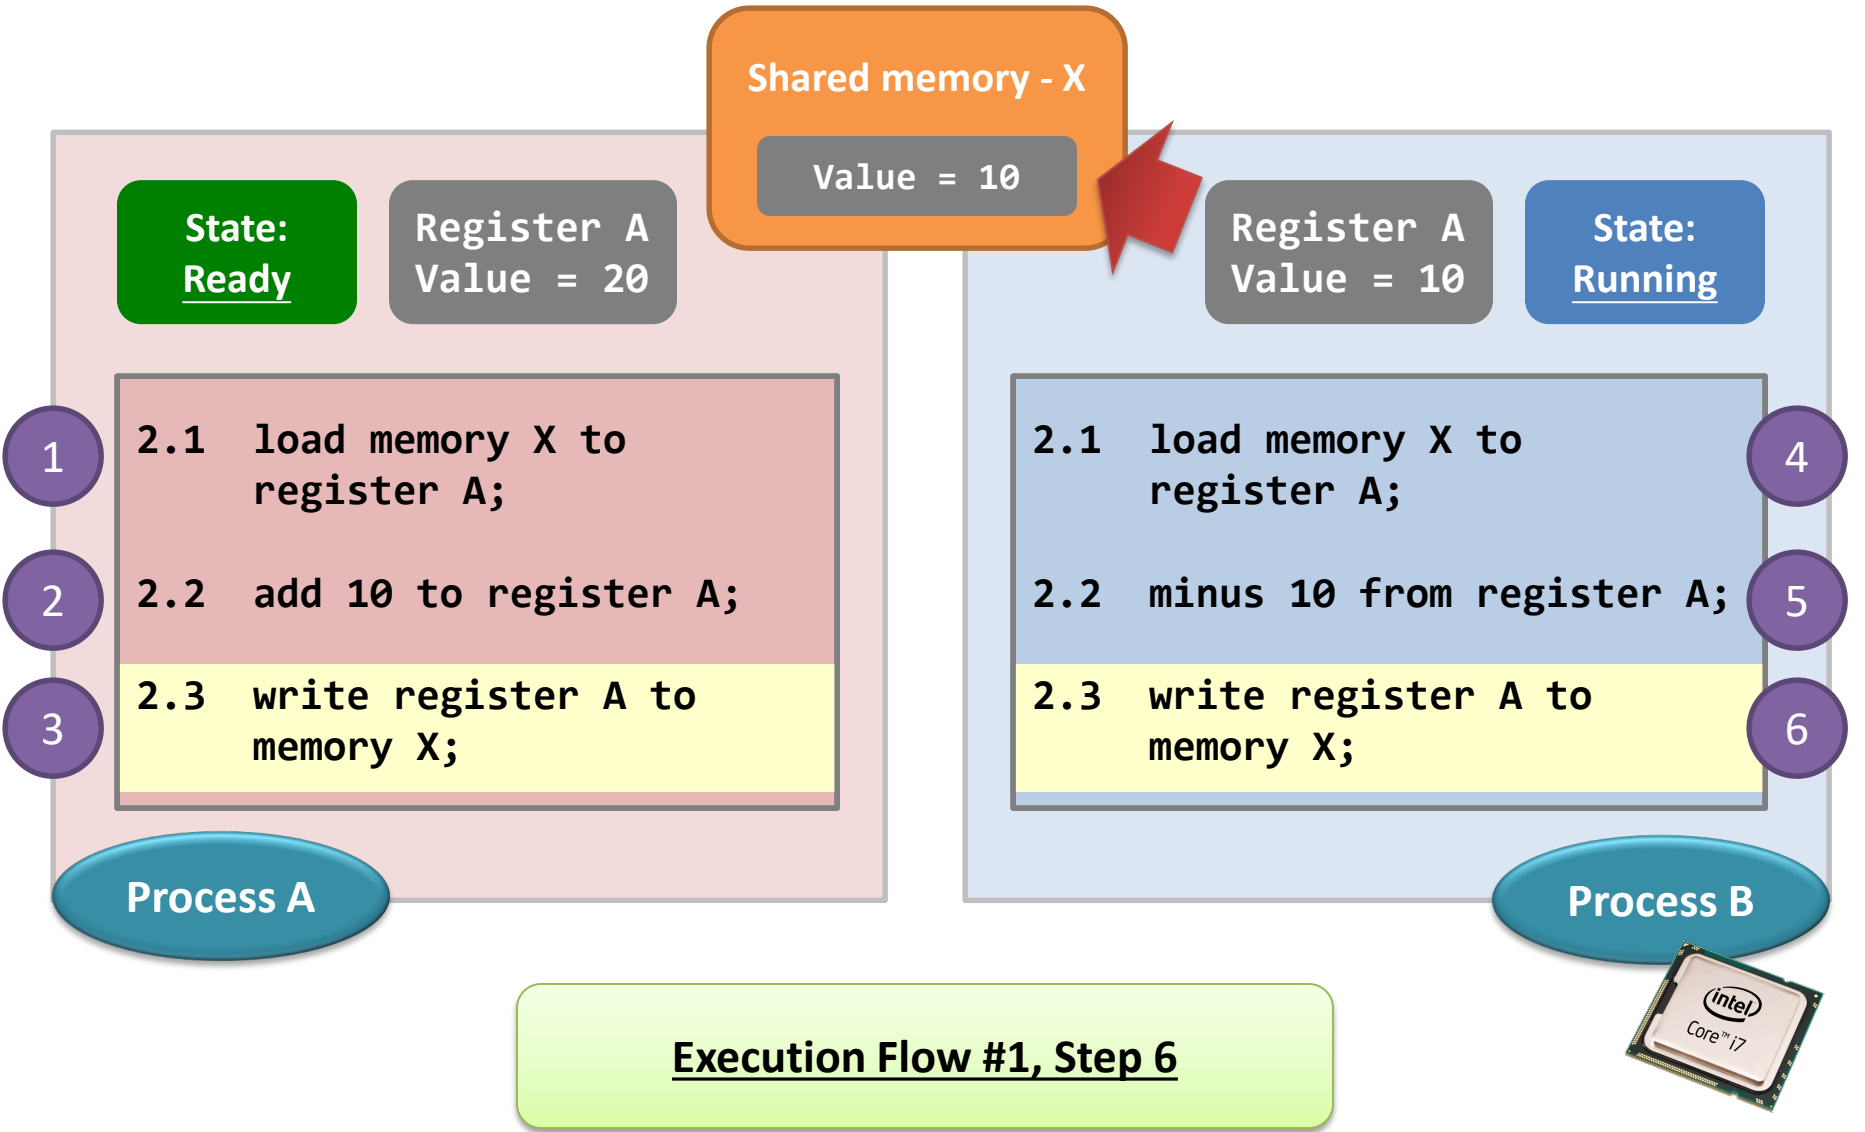 Shared memory - X
Value = 10
State:
Ready
Register A
Value = 20
Register A
Value = 10
State:
Running
1
2.1 load memory X to
register A;
2
2.2 add 10 to register A;
3
2.3 write register A to
memory X;
2.1 load memory X to
register A;
4
2.2 minus 10 from register A;
5
2.3 write register A to
memory X;
6
Process A
Process B
intel
Core™ i7
Execution Flow #1, Step 6